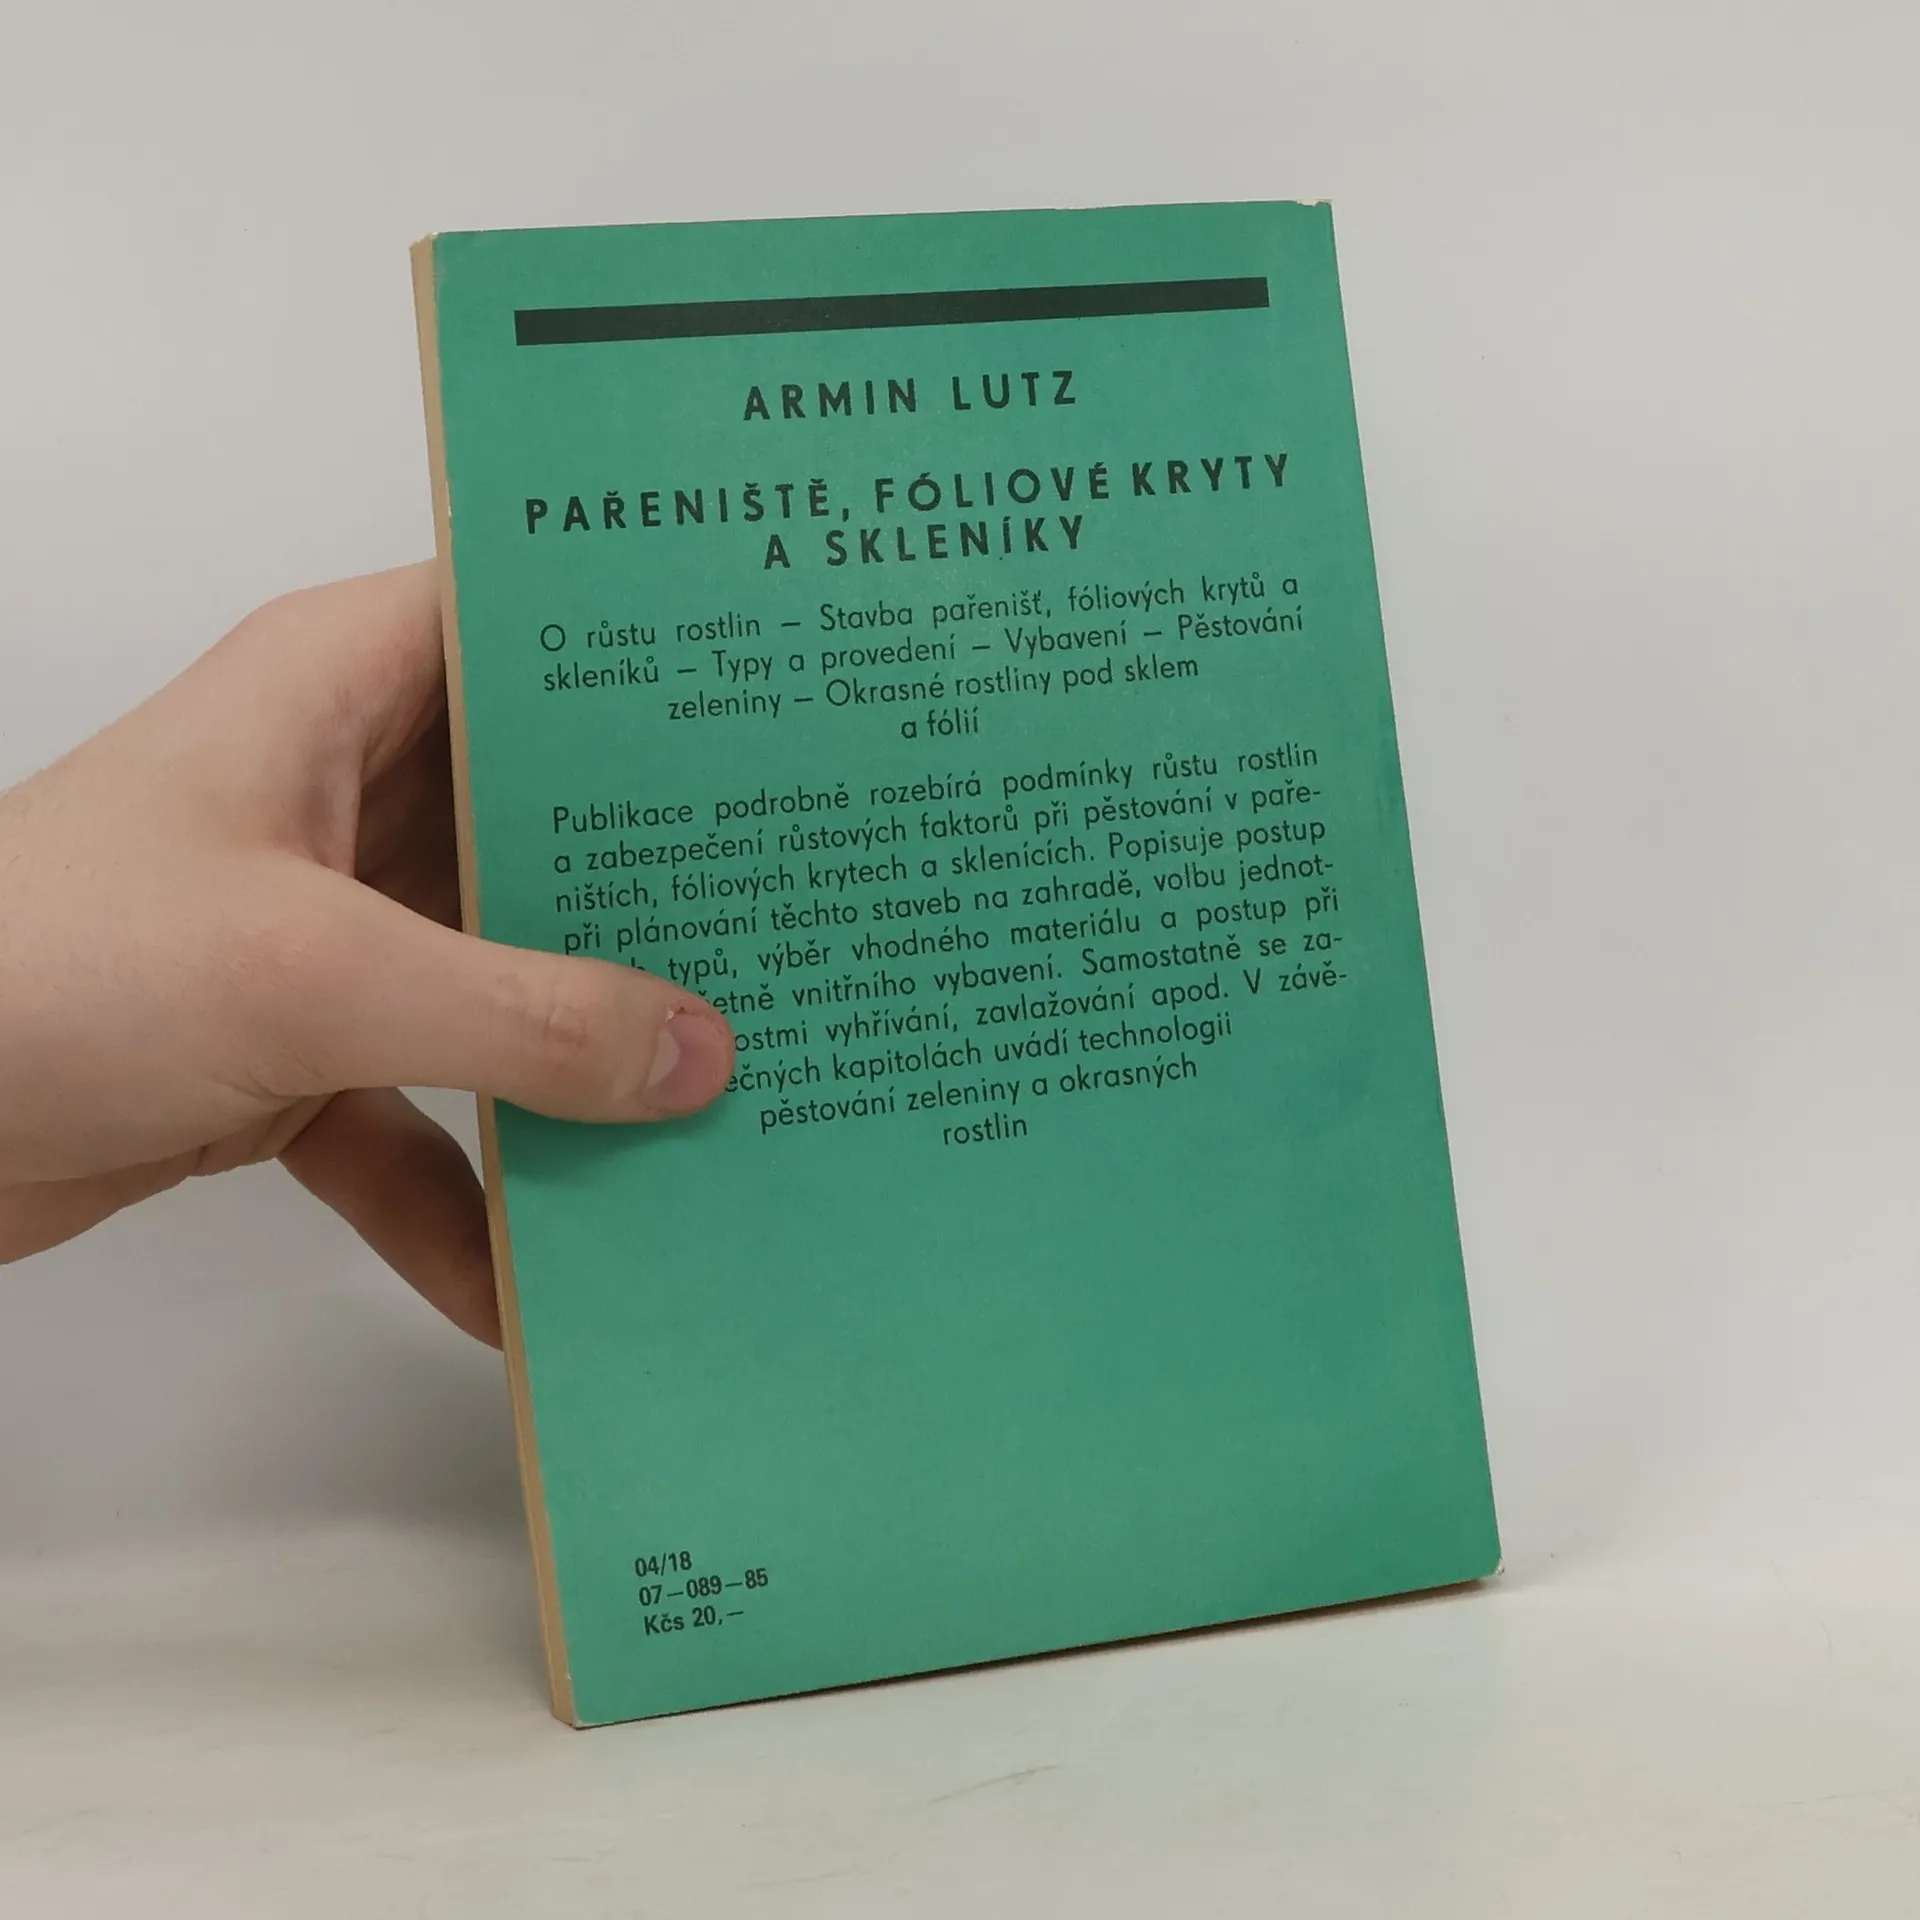 ARMIN LUTZ
PAŘENIŠTĚ, FÓLIOVÉ KRYTY
A SKLENÍKY
O růstu rostlin – Stavba pařenišť, fóliových krytů a
skleníků – Typy a provedení – Vybavení – Pěstování
zeleniny – Okrasné rostliny pod sklem
a fólií
Publikace podrobně rozebírá podmínky růstu rostlin
a zabezpečení růstových faktorů při pěstování v paře-
ništích, fóliových krytech a sklenících. Popisuje postup
při plánování těchto staveb na zahradě, volbu jednot-
typů, výběr vhodného materiálu a postup při
vnitřního vybavení. Samostatně se za-
vyhřívání, zavlažování apod. V závě-
kapitolách uvádí technologii
pěstování zeleniny a okrasných
rostlin
04/18
07–089–85
Kčs 20,–